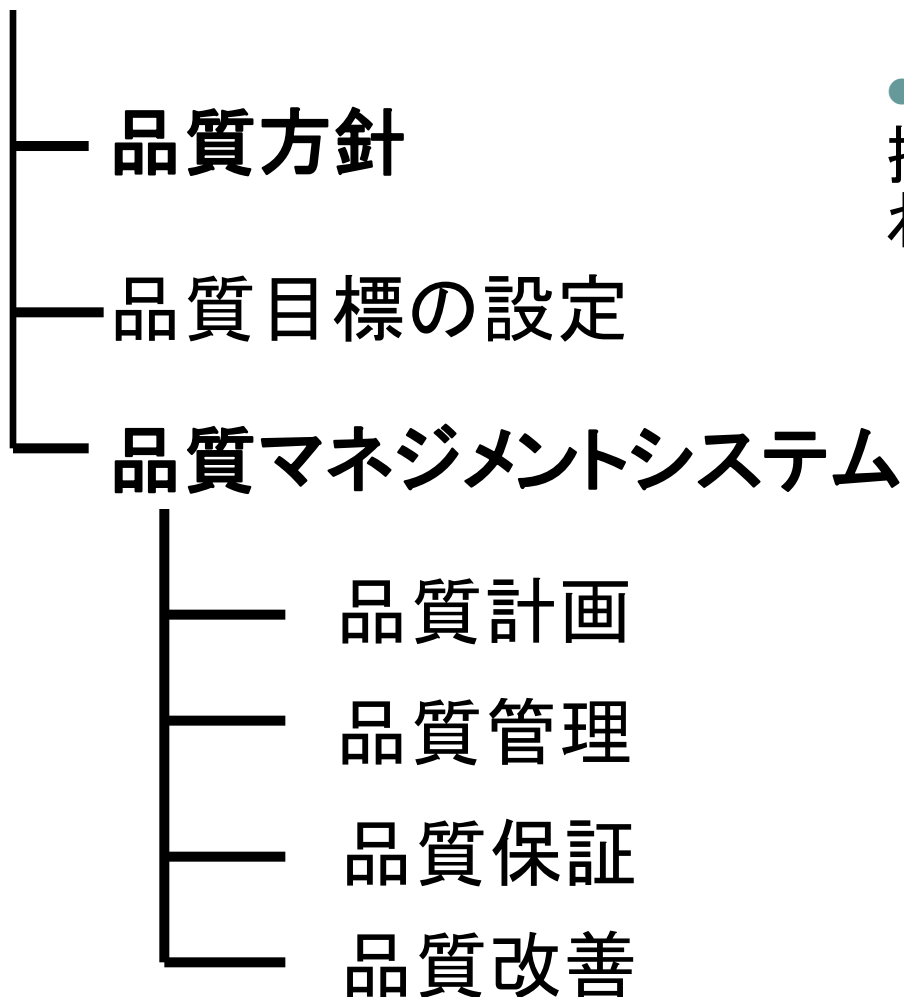 品質方針
品質目標の設定
品質マネジメントシステム
品質計画
品質管理
品質保証
品質改善